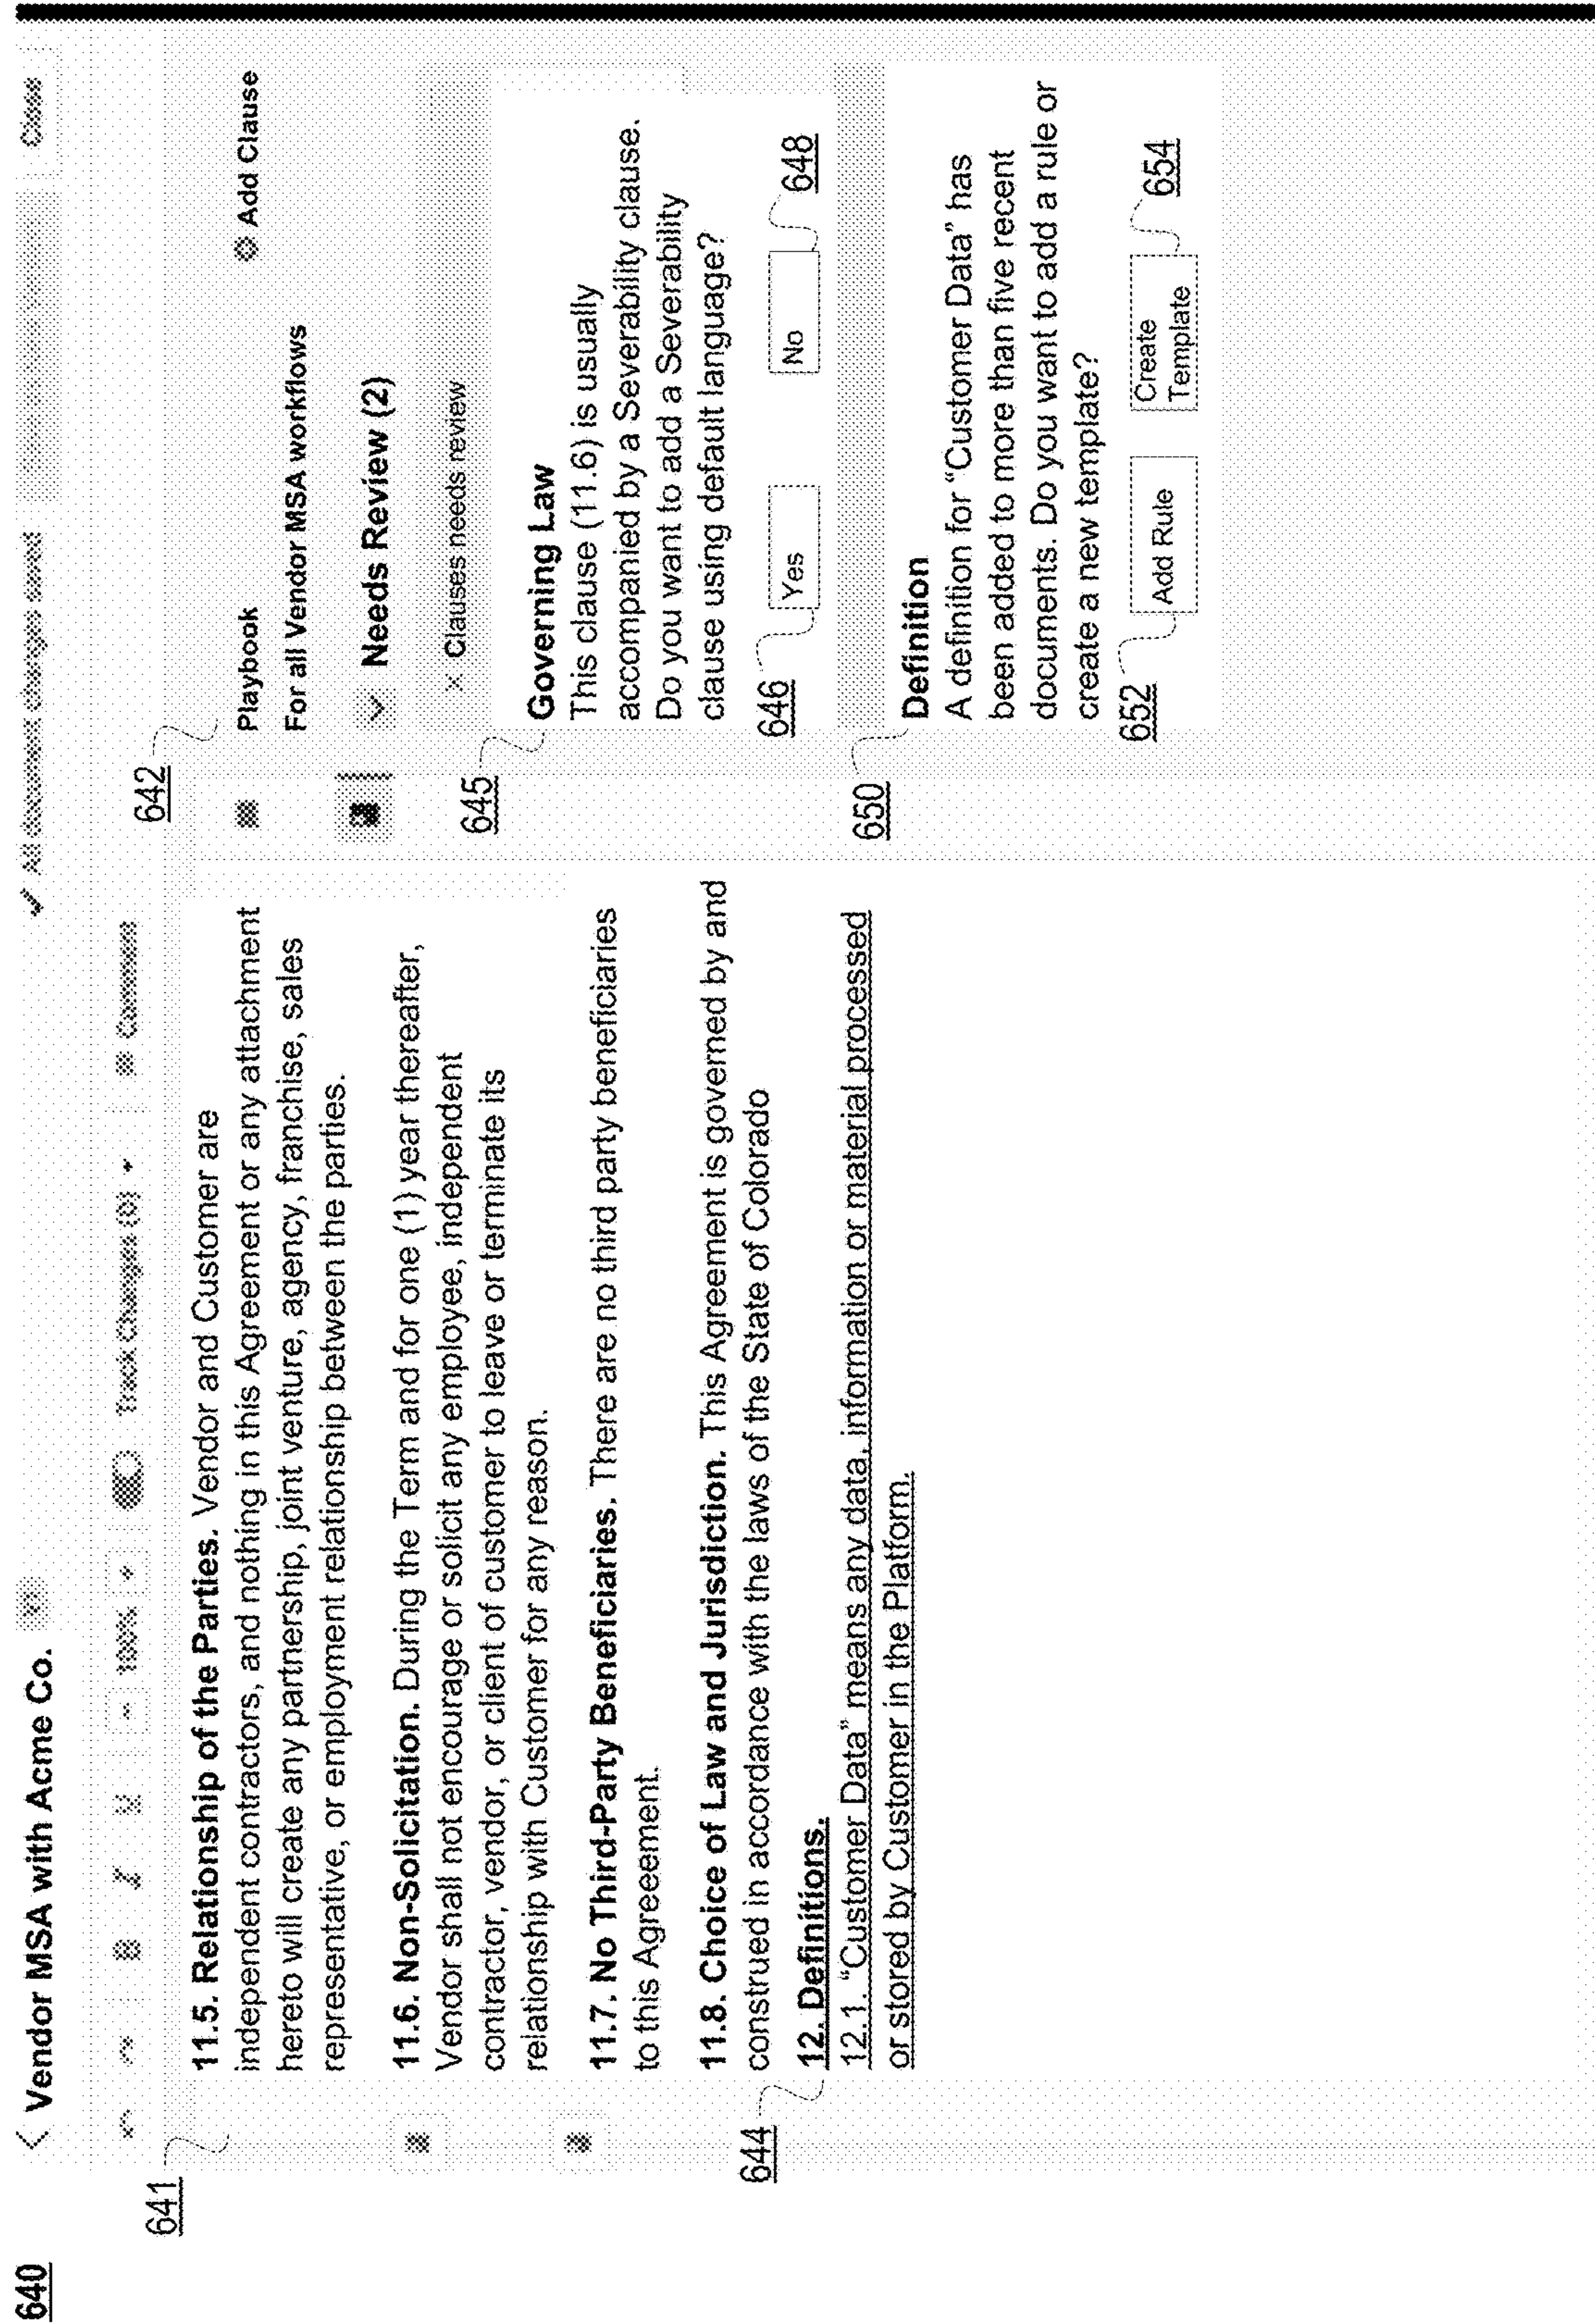 640
Vendor MSA with Acme Co.
All document changes saved
Close
B I U
100%
Track Changes (0)
Comment
641
11.5. Relationship of the Parties. Vendor and Customer are
independent contractors, and nothing in this Agreement or any attachment
hereto will create any partnership, joint venture, agency, franchise, sales
representative, or employment relationship between the parties.
11.6. Non-Solicitation. During the Term and for one (1) year thereafter,
Vendor shall not encourage or solicit any employee, independent
contractor, vendor, or client of customer to leave or terminate its
relationship with Customer for any reason.
11.7. No Third-Party Beneficiaries. There are no third party beneficiaries
to this Agreeement.
11.8. Choice of Law and Jurisdiction. This Agreement is governed by and
construed in accordance with the laws of the State of Colorado
644
12. Definitions.
12.1. “Customer Data” means any data, information or material processed
or stored by Customer in the Platform.
642
Playbook
Add Clause
For all Vendor MSA workflows
Needs Review (2)
× Clauses needs review
645
Governing Law
This clause (11.6) is usually
accompanied by a Severability clause.
Do you want to add a Severability
clause using default language?
646
Yes
No
648
650
Definition
A definition for “Customer Data” has
been added to more than five recent
documents. Do you want to add a rule or
create a new template?
652
Add Rule
Create
Template
654